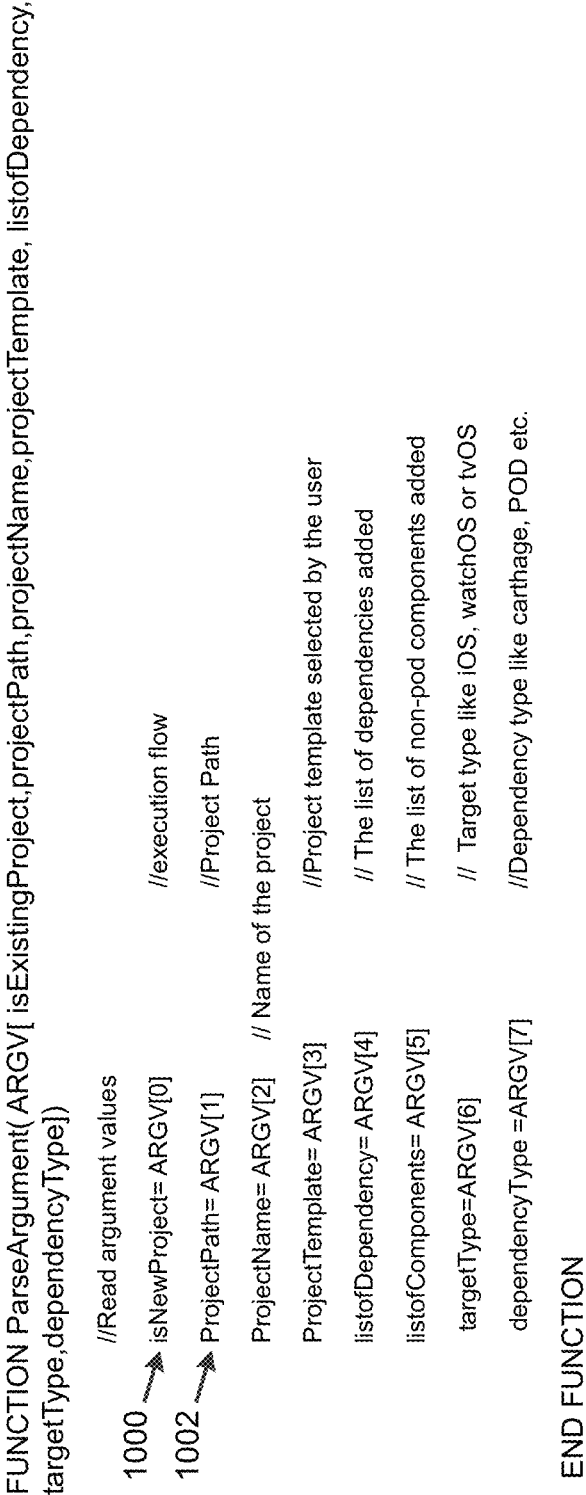 FUNCTION ParseArgument( ARGV[ isExistingProject,projectPath,projectName,projectTemplate, listofDependency,
targetType,dependencyType])
//Read argument values
1000 isNewProject= ARGV[0] //execution flow
1002 ProjectPath= ARGV[1] //Project Path
ProjectName= ARGV[2] // Name of the project
ProjectTemplate= ARGV[3] //Project template selected by the user
listofDependency= ARGV[4] // The list of dependencies added
listofComponents= ARGV[5] // The list of non-pod components added
targetType=ARGV[6] // Target type like iOS, watchOS or tvOS
dependencyType =ARGV[7] //Dependency type like carthage, POD etc.
END FUNCTION